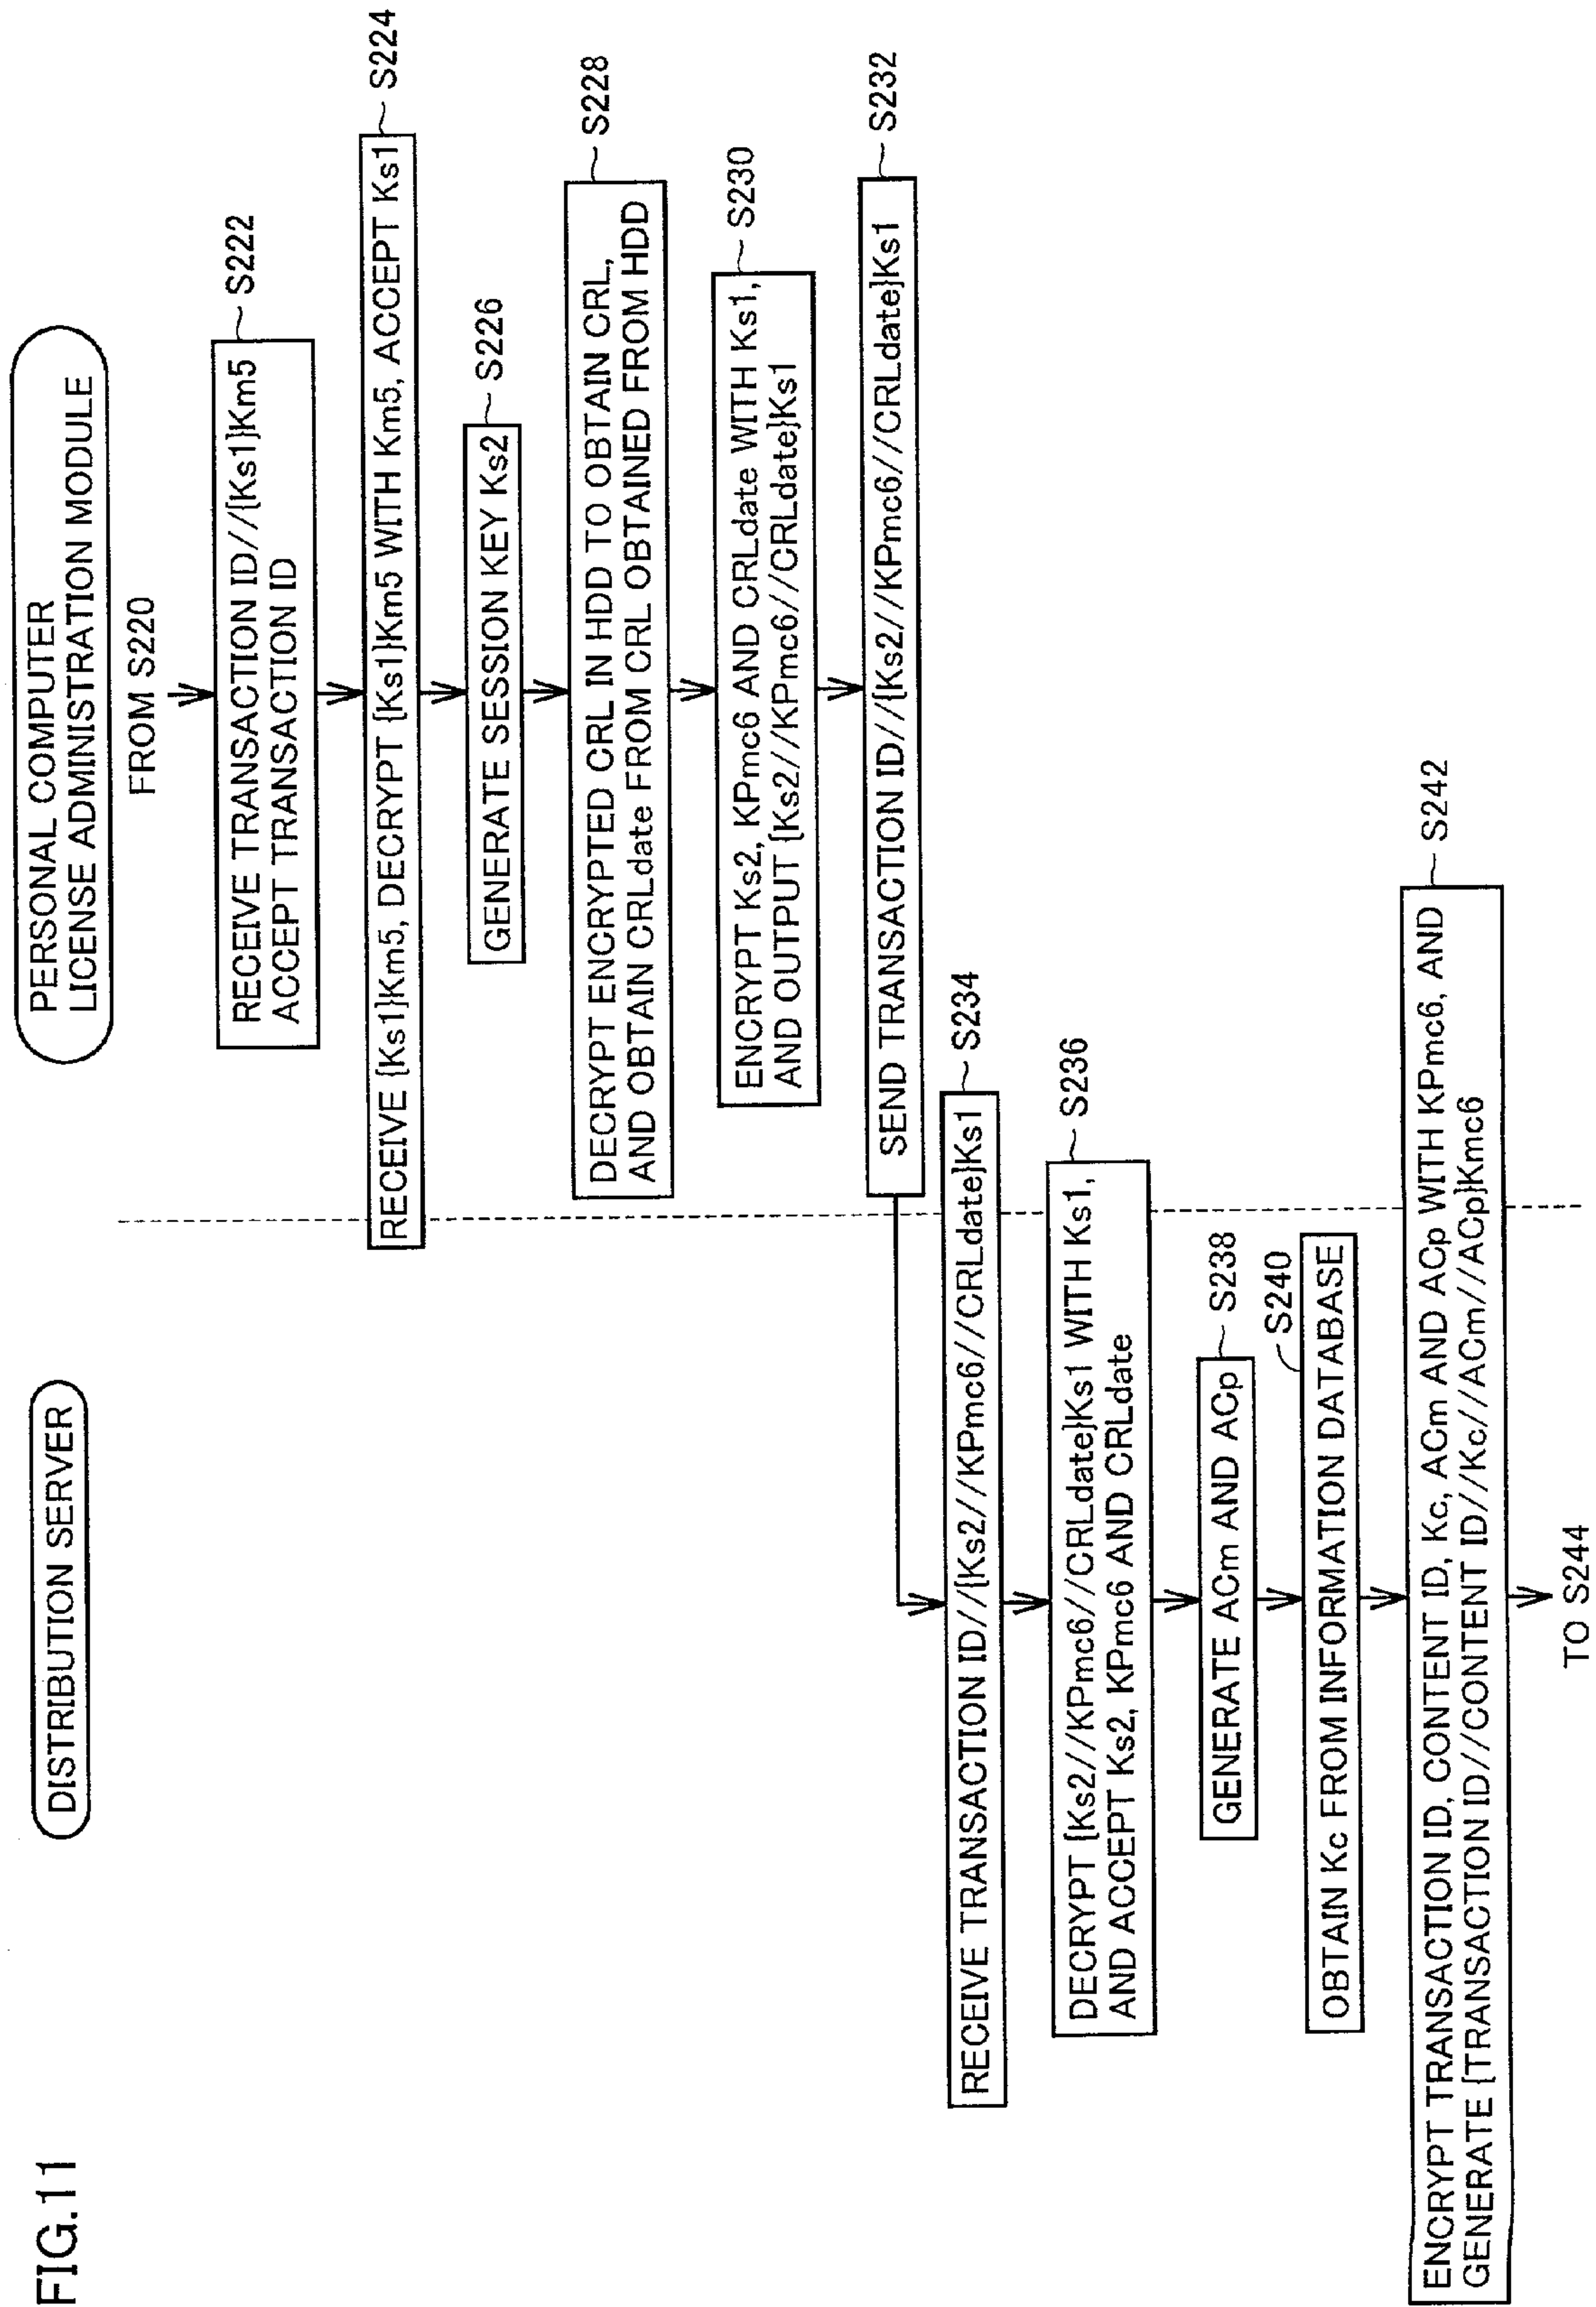 FIG.11
DISTRIBUTION SERVER
PERSONAL COMPUTER
LICENSE ADMINISTRATION MODULE
FROM S220
RECEIVE TRANSACTION ID//{Ks1}Km5
ACCEPT TRANSACTION ID
S222
RECEIVE {Ks1}Km5, DECRYPT {Ks1}Km5 WITH Km5, ACCEPT Ks1
S224
GENERATE SESSION KEY Ks2
S226
DECRYPT ENCRYPTED CRL IN HDD TO OBTAIN CRL,
AND OBTAIN CRLdate FROM CRL OBTAINED FROM HDD
S228
ENCRYPT Ks2, KPmc6 AND CRLdate WITH Ks1,
AND OUTPUT {Ks2//KPmc6//CRLdate}Ks1
S230
SEND TRANSACTION ID//{Ks2//KPmc6//CRLdate}Ks1
S232
RECEIVE TRANSACTION ID//{Ks2//KPmc6//CRLdate}Ks1
S234
DECRYPT {Ks2//KPmc6//CRLdate}Ks1 WITH Ks1,
AND ACCEPT Ks2, KPmc6 AND CRLdate
S236
GENERATE ACm AND ACp
S238
OBTAIN Kc FROM INFORMATION DATABASE
S240
ENCRYPT TRANSACTION ID, CONTENT ID, Kc, ACm AND ACp WITH KPmc6, AND
GENERATE {TRANSACTION ID//CONTENT ID//Kc//ACm//ACp}Kmc6
S242
TO S244